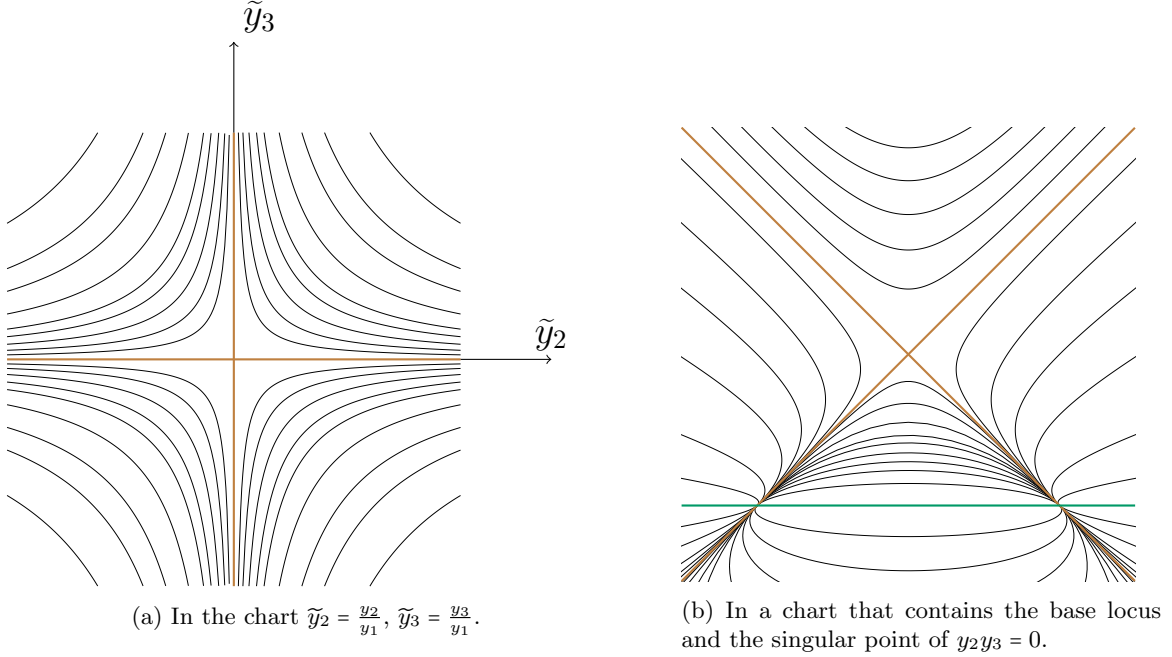 ỹ₃
ỹ₂
(a) In the chart ỹ₂ = y₂/y₁, ỹ₃ = y₃/y₁.
(b) In a chart that contains the base locus
and the singular point of y₂y₃ = 0.